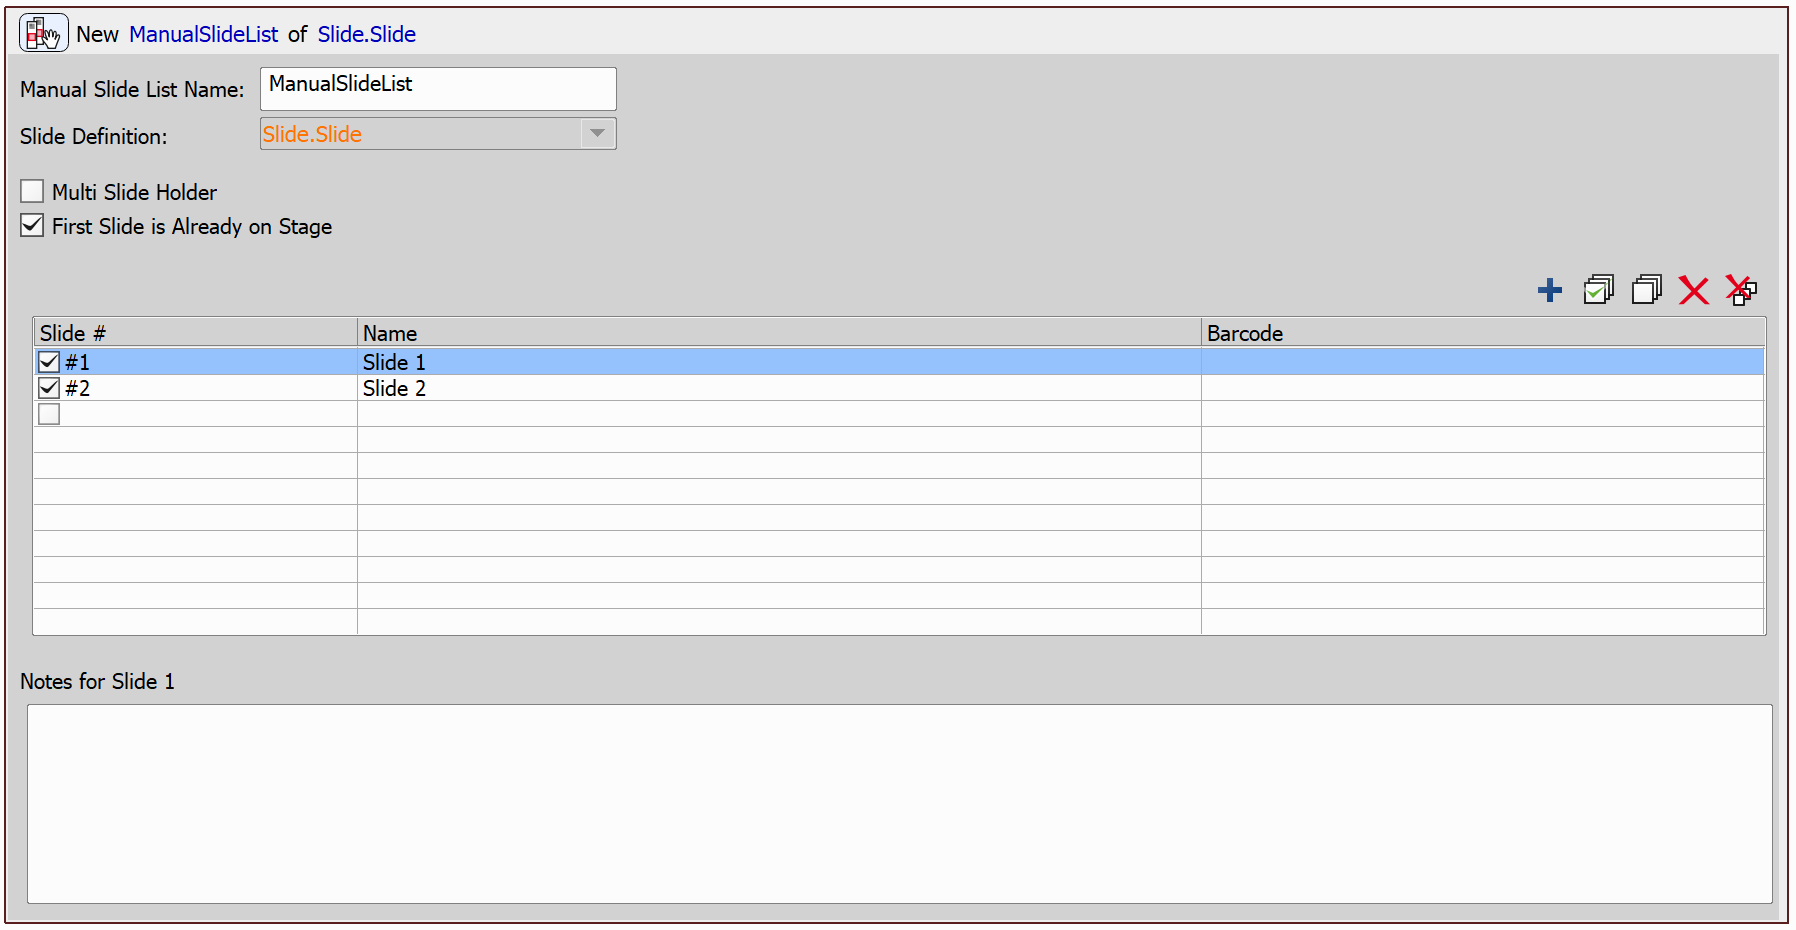 New ManualSlideList of Slide.Slide
Manual Slide List Name: ManualSlideList
Slide Definition: Slide.Slide
Multi Slide Holder
First Slide is Already on Stage
Slide # Name Barcode
#1 Slide 1
#2 Slide 2
Notes for Slide 1